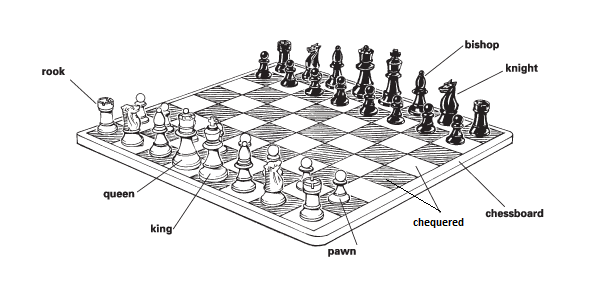 bishop
rook
knight
queen
chessboard
chequered
king
pawn